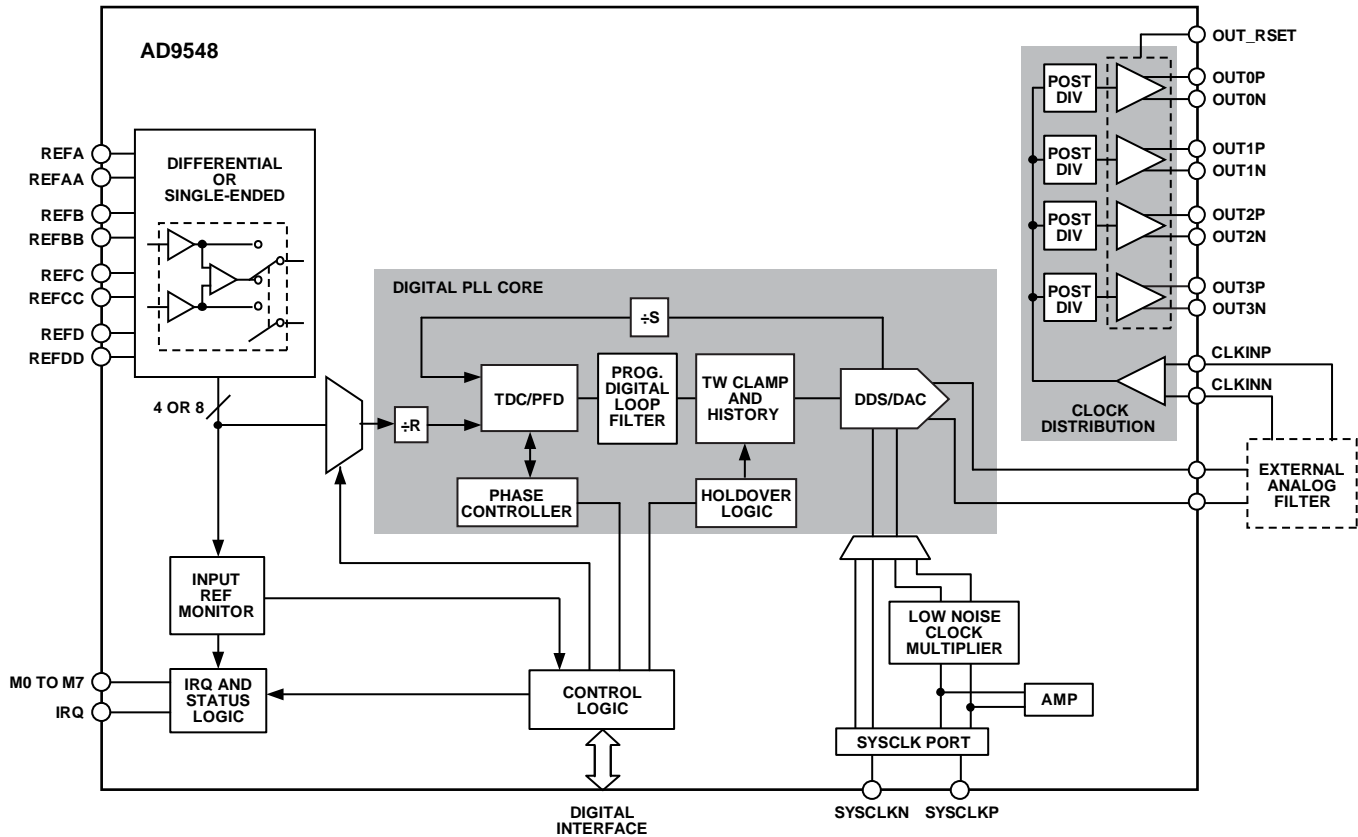 AD9548
OUT_RSET
POST
DIV
OUT0P
OUT0N
REFA
REFAA
REFB
REFBB
REFC
REFCC
REFD
REFDD
DIFFERENTIAL
OR
SINGLE-ENDED
POST
DIV
OUT1P
OUT1N
POST
DIV
OUT2P
OUT2N
POST
DIV
OUT3P
OUT3N
CLKINP
CLKINN
CLOCK
DISTRIBUTION
EXTERNAL
ANALOG
FILTER
DIGITAL PLL CORE
÷S
4 OR 8
÷R
TDC/PFD
PROG.
DIGITAL
LOOP
FILTER
TW CLAMP
AND
HISTORY
DDS/DAC
PHASE
CONTROLLER
HOLDOVER
LOGIC
INPUT
REF
MONITOR
LOW NOISE
CLOCK
MULTIPLIER
M0 TO M7
IRQ
IRQ AND
STATUS
LOGIC
CONTROL
LOGIC
AMP
SYSCLK PORT
DIGITAL
INTERFACE
SYSCLKN
SYSCLKP